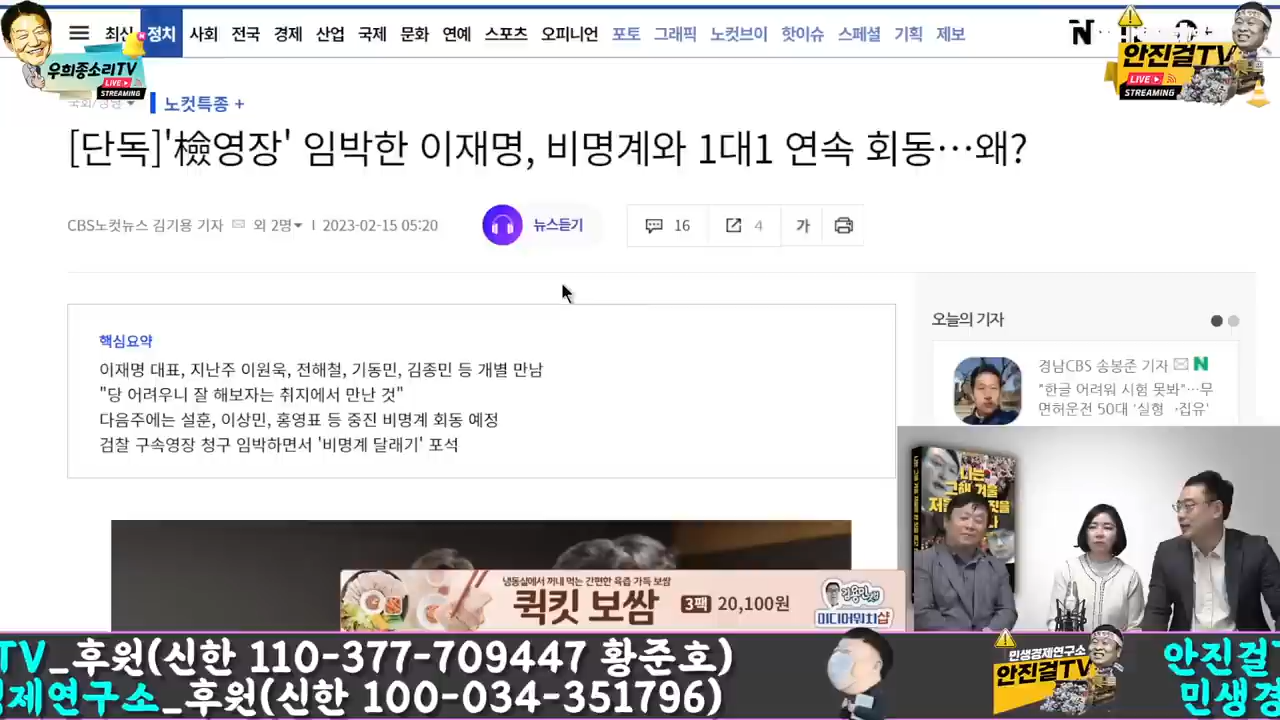 최신 정치 사회 전국 경제 산업 국제 문화 연예 스포츠 오피니언 포토 그래픽 노컷브이 핫이슈 스페셜 기획 제보
우희종소리TV
LIVE
STREAMING
안진걸TV
LIVE
STREAMING
노컷특종 +
[단독]'檢영장' 임박한 이재명, 비명계와 1대1 연속 회동…왜?
CBS노컷뉴스 김기용 기자 외 2명 2023-02-15 05:20
뉴스듣기
16
4
가
핵심요약
이재명 대표, 지난주 이원욱, 전해철, 기동민, 김종민 등 개별 만남
"당 어려우니 잘 해보자는 취지에서 만난 것"
다음주에는 설훈, 이상민, 홍영표 등 중진 비명계 회동 예정
검찰 구속영장 청구 임박하면서 '비명계 달래기' 포석
오늘의 기자
경남CBS 송봉준 기자
"한글 어려워 시험 못봐"…무
면허운전 50대 '실형→집유'
냉동실에서 꺼내 먹는 간편한 육즙 가득 보쌈
퀵킷 보쌈 3팩 20,100원
미디어워치샵
TV_후원(신한 110-377-709447 황준호)
경제연구소_후원(신한 100-034-351796)
민생경제연구소
안진걸TV
안진걸T
민생경